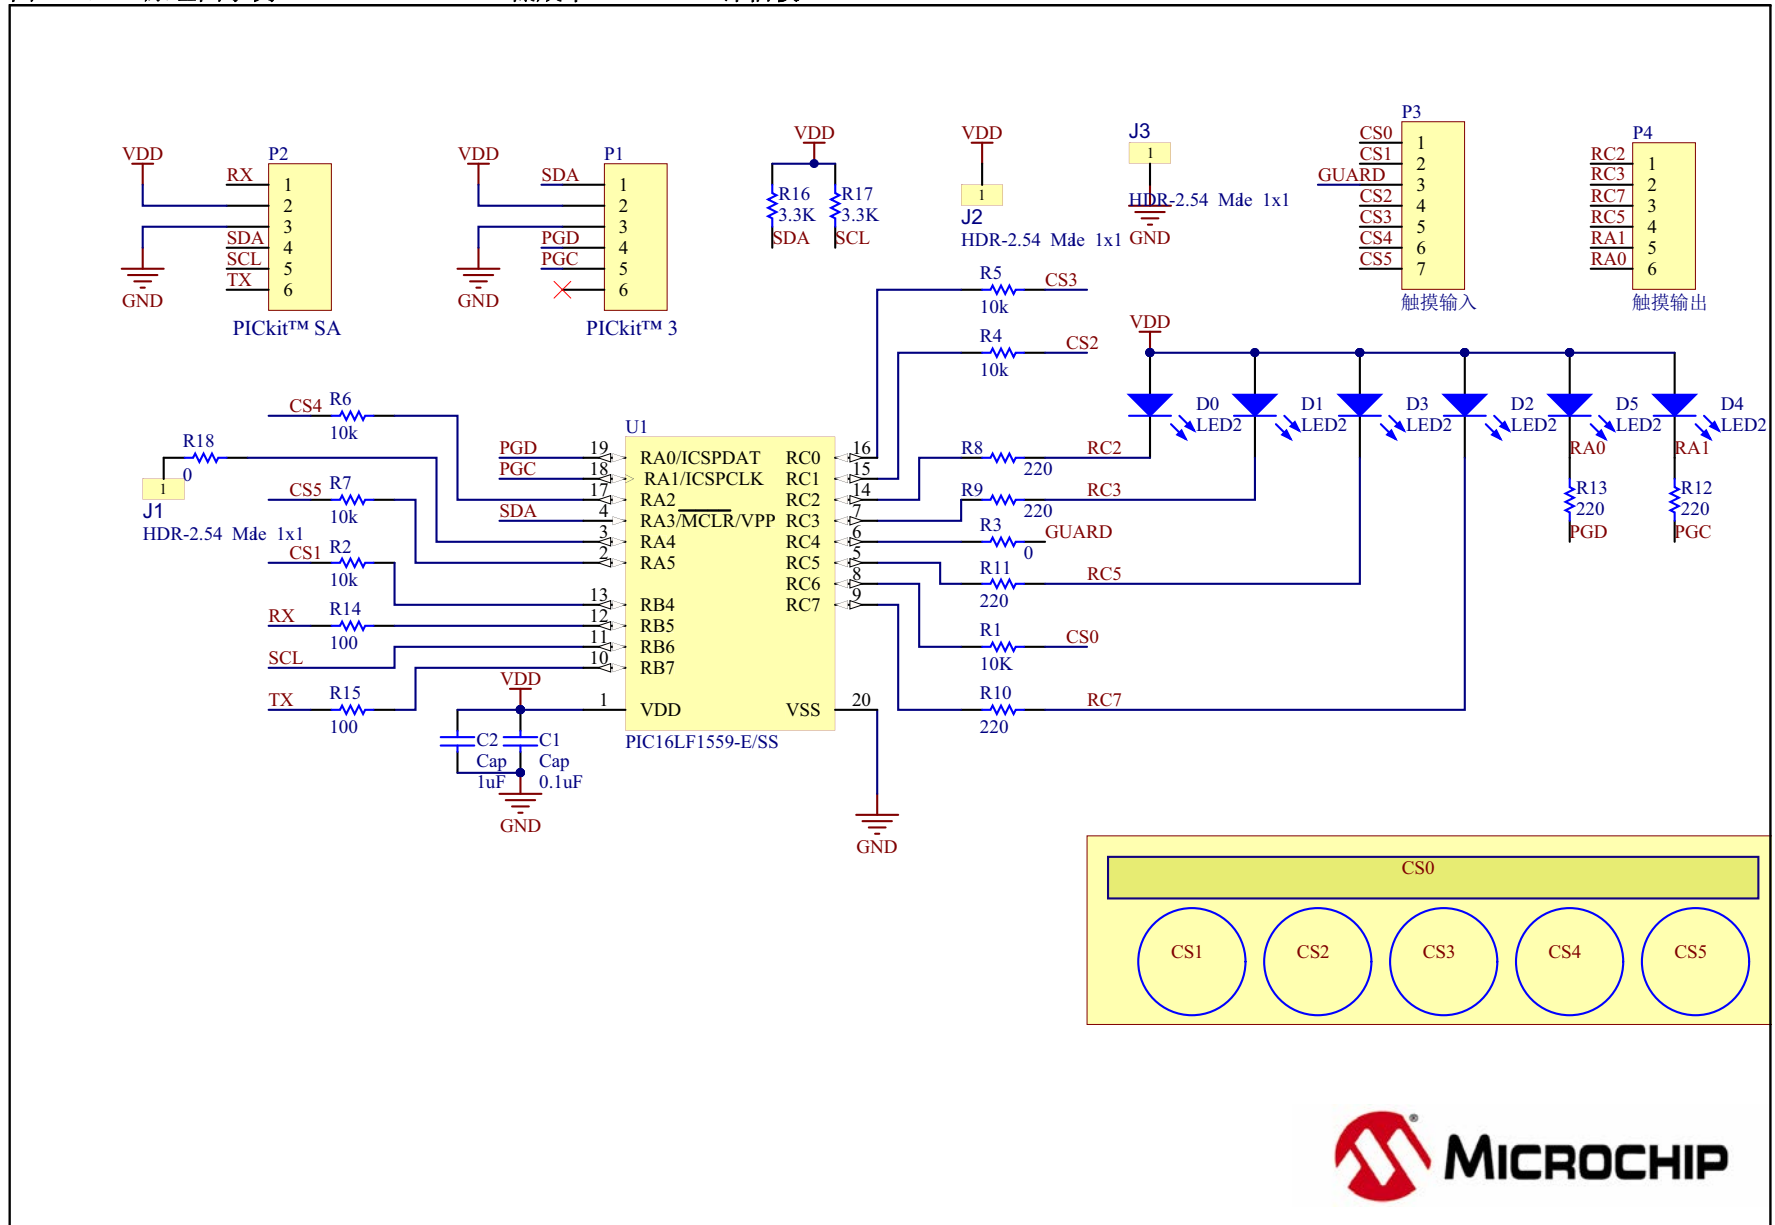 VDD
P2
RX
1
2
3
SDA
4
SCL
5
TX
6
GND
PICkit™ SA
VDD
P1
SDA
1
2
3
PGD
4
PGC
5
6
GND
PICkit™ 3
VDD
R16
3.3K
SDA
R17
3.3K
SCL
VDD
1
J2
HDR-2.54 Male 1x1
J3
1
HDR-2.54 Male 1x1
GND
P3
CS0 1
CS1 2
GUARD 3
CS2 4
CS3 5
CS4 6
CS5 7
触摸输入
P4
RC2 1
RC3 2
RC7 3
RC5 4
RA1 5
RA0 6
触摸输出
R5
10k
CS3
R4
10k
CS2
CS4
R6
10k
R18
0
1
J1
HDR-2.54 Male 1x1
CS5
R7
10k
CS1
R2
10k
RX
R14
100
SCL
TX
R15
100
U1
PGD 19 RA0/ICSPDAT
PGC 18 RA1/ICSPCLK
17 RA2
SDA 4 RA3/MCLR/VPP
3 RA4
2 RA5
13 RB4
12 RB5
11 RB6
10 RB7
1 VDD
RC0 16
RC1 15
RC2 14
RC3 7
RC4 6
RC5 5
RC6 8
RC7 9
VSS 20
PIC16LF1559-E/SS
VDD
C2
Cap
1uF
C1
Cap
0.1uF
GND
GND
R8
220
RC2
R9
220
RC3
R3
0
GUARD
R11
220
RC5
R1
10K
CS0
R10
220
RC7
VDD
D0
LED2
D1
LED2
D3
LED2
D2
LED2
D5
LED2
D4
LED2
RA0
R13
220
PGD
RA1
R12
220
PGC
CS0
CS1 CS2 CS3 CS4 CS5
MICROCHIP